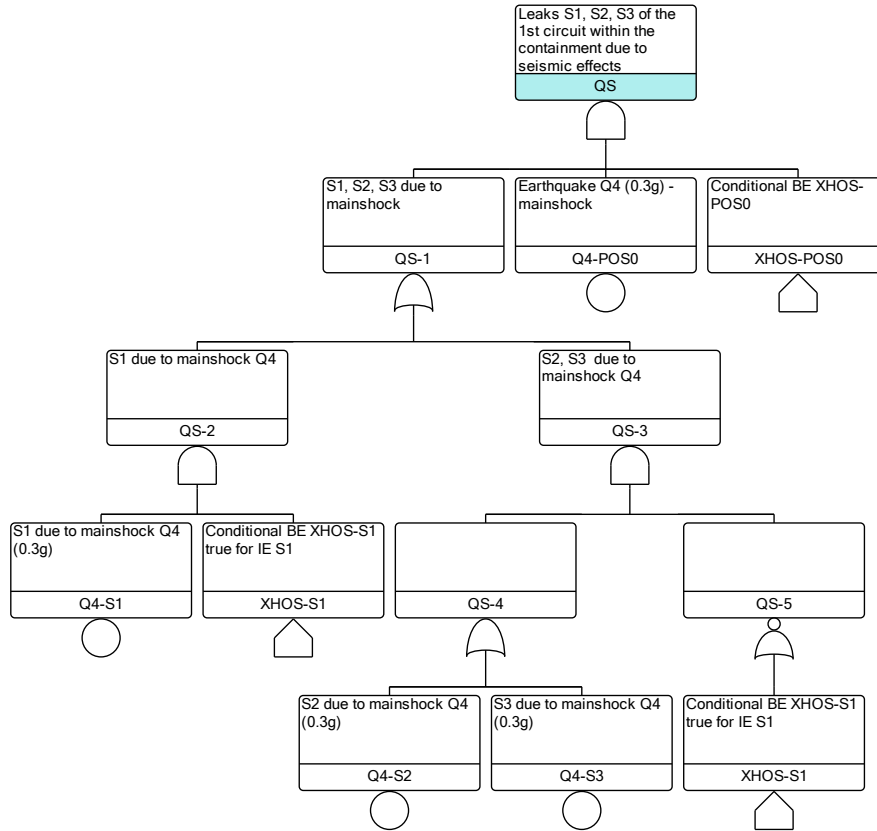 Leaks S1, S2, S3 of the
1st circuit within the
containment due to
seismic effects
QS
S1, S2, S3 due to
mainshock
QS-1
Earthquake Q4 (0.3g) -
mainshock
Q4-POS0
Conditional BE XHOS-
POS0
XHOS-POS0
S1 due to mainshock Q4
QS-2
S2, S3 due to
mainshock Q4
QS-3
S1 due to mainshock Q4
(0.3g)
Q4-S1
Conditional BE XHOS-S1
true for IE S1
XHOS-S1
QS-4
QS-5
S2 due to mainshock Q4
(0.3g)
Q4-S2
S3 due to mainshock Q4
(0.3g)
Q4-S3
Conditional BE XHOS-S1
true for IE S1
XHOS-S1